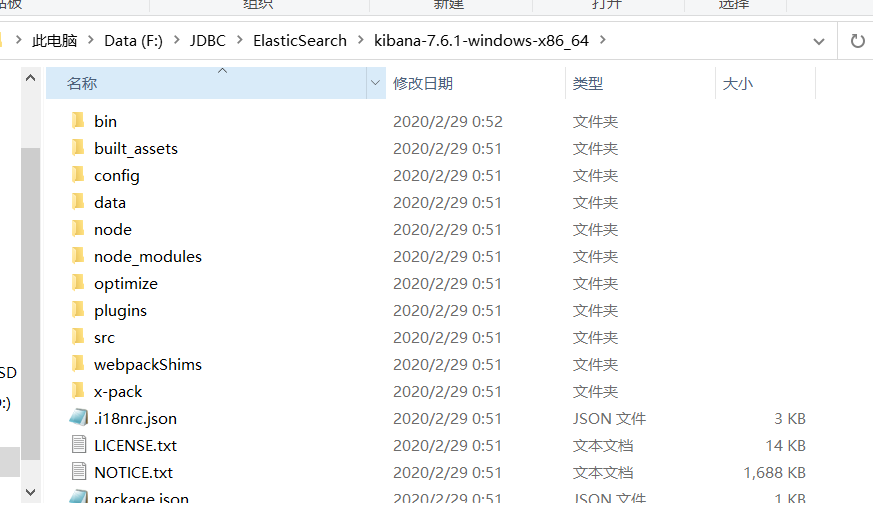 组织 新建 打开 选择
此电脑 > Data (F:) > JDBC > ElasticSearch > kibana-7.6.1-windows-x86_64 >
名称 修改日期 类型 大小
bin 2020/2/29 0:52 文件夹
built_assets 2020/2/29 0:51 文件夹
config 2020/2/29 0:51 文件夹
data 2020/2/29 0:51 文件夹
node 2020/2/29 0:51 文件夹
node_modules 2020/2/29 0:51 文件夹
optimize 2020/2/29 0:51 文件夹
plugins 2020/2/29 0:51 文件夹
src 2020/2/29 0:51 文件夹
webpackShims 2020/2/29 0:51 文件夹
SD
x-pack 2020/2/29 0:51 文件夹
:)
.i18nrc.json 2020/2/29 0:51 JSON 文件 3 KB
LICENSE.txt 2020/2/29 0:51 文本文档 14 KB
NOTICE.txt 2020/2/29 0:51 文本文档 1,688 KB
package.json 2020/2/29 0:51 JSON 文件 1 KB